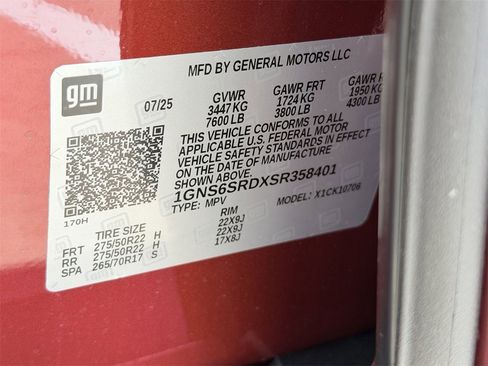 gm
MFD BY GENERAL MOTORS LLC
07/25 GVWR GAWR FRT GAWR
3447 KG 1724 KG 1950 KG
7600 LB 3800 LB 4300 LB
THIS VEHICLE CONFORMS TO ALL
APPLICABLE U.S. FEDERAL MOTOR
VEHICLE SAFETY STANDARDS IN EFFECT
ON THE DATE OF MANUFACTURE SHOWN ABOVE.
1GNS6SRDXSR358401
170H TYPE: MPV MODEL: X1CK10706
TIRE SIZE RIM
FRT 275/50R22 H 22X9J
RR 275/50R22 H 22X9J
SPA 265/70R17 S 17X8J